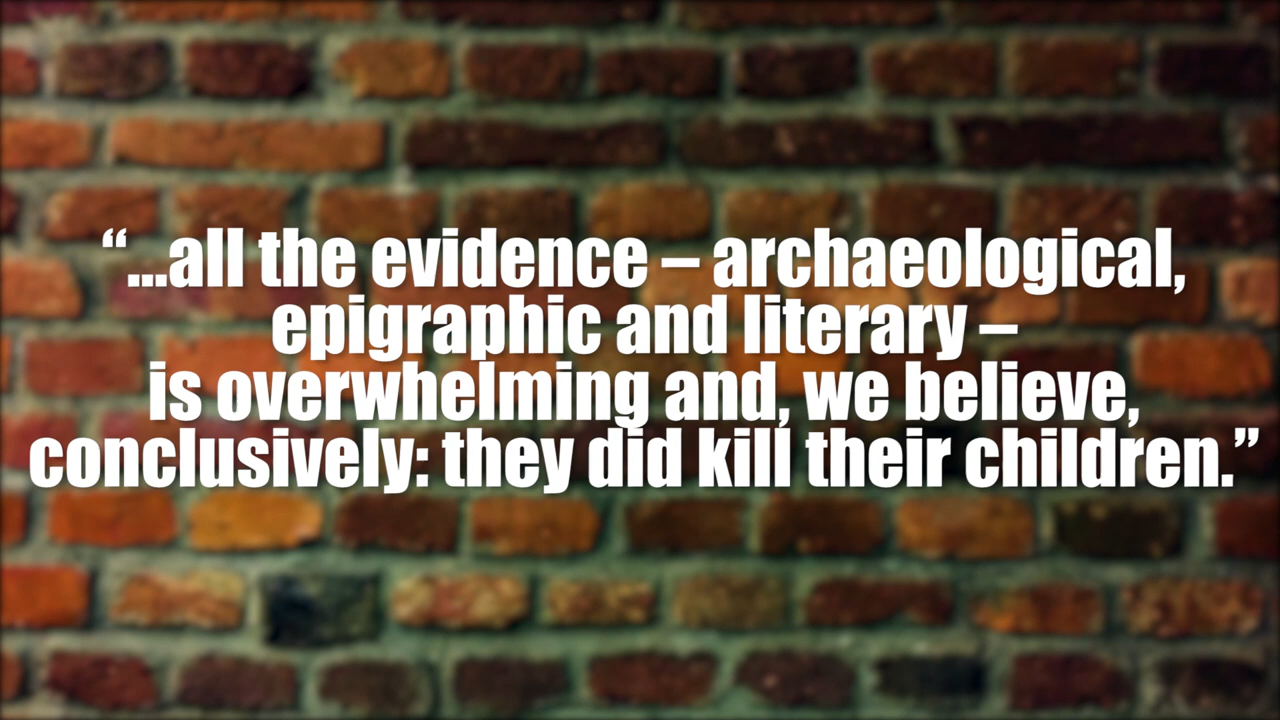 “...all the evidence – archaeological,
epigraphic and literary –
is overwhelming and, we believe,
conclusively: they did kill their children.”